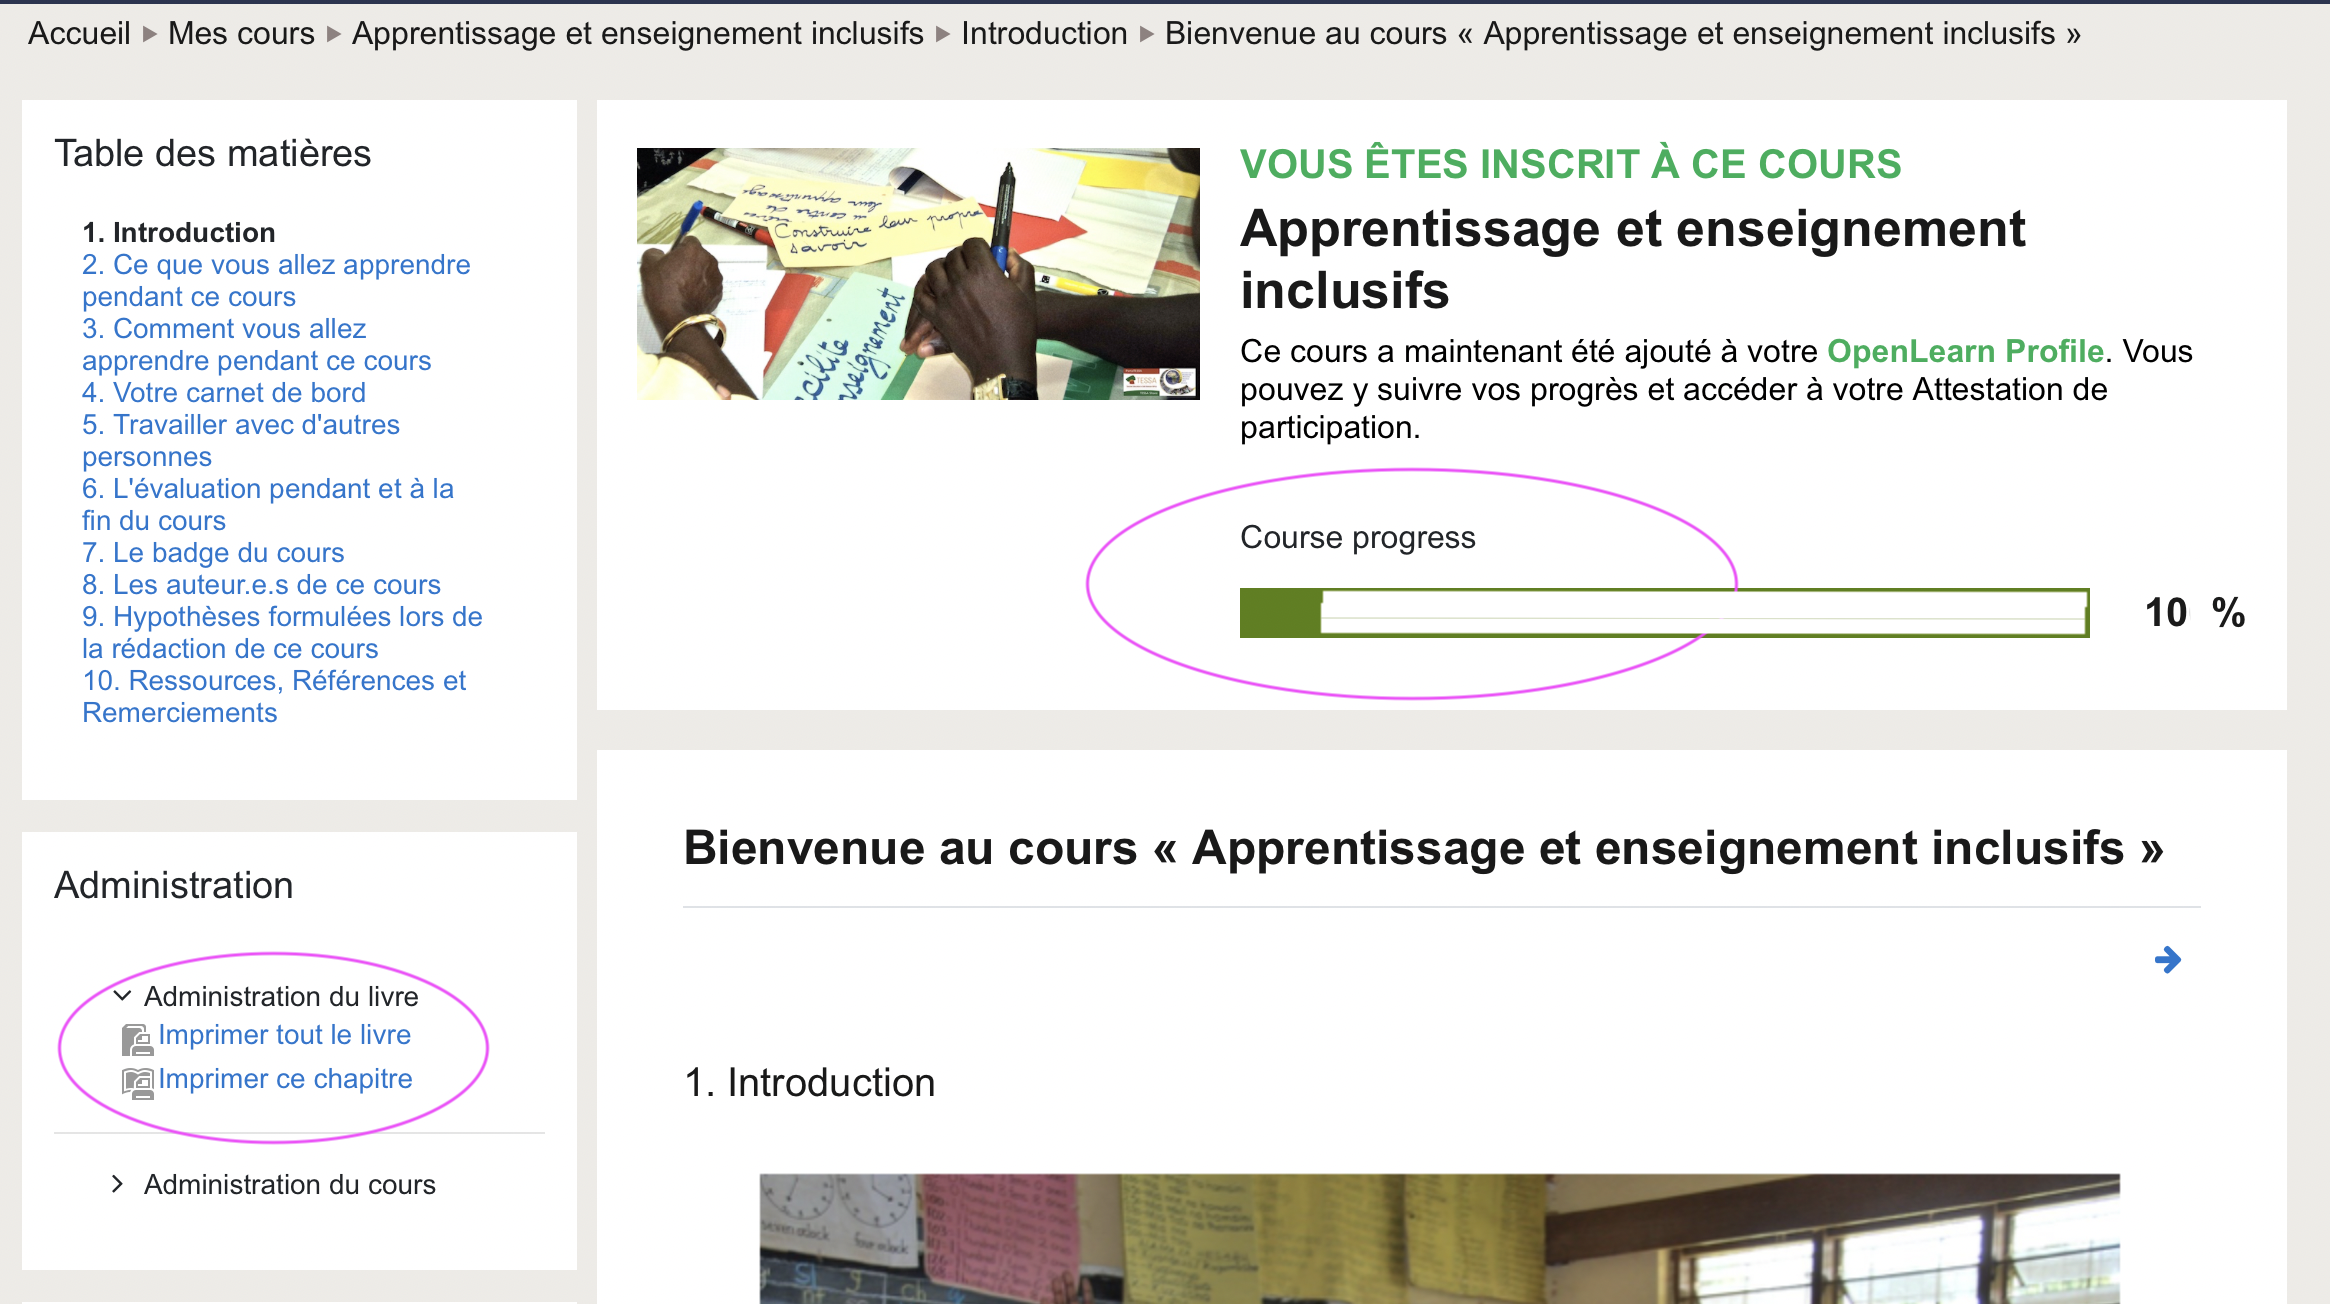 Accueil ▶ Mes cours ▶ Apprentissage et enseignement inclusifs ▶ Introduction ▶ Bienvenue au cours « Apprentissage et enseignement inclusifs »
Table des matières
1. Introduction
2. Ce que vous allez apprendre
pendant ce cours
3. Comment vous allez
apprendre pendant ce cours
4. Votre carnet de bord
5. Travailler avec d'autres
personnes
6. L'évaluation pendant et à la
fin du cours
7. Le badge du cours
8. Les auteur.e.s de ce cours
9. Hypothèses formulées lors de
la rédaction de ce cours
10. Ressources, Références et
Remerciements
Administration
Administration du livre
Imprimer tout le livre
Imprimer ce chapitre
Administration du cours
Construire leur propre
savoir
TESSA
VOUS ÊTES INSCRIT À CE COURS
Apprentissage et enseignement
inclusifs
Ce cours a maintenant été ajouté à votre OpenLearn Profile. Vous
pouvez y suivre vos progrès et accéder à votre Attestation de
participation.
Course progress
10 %
Bienvenue au cours « Apprentissage et enseignement inclusifs »
1. Introduction
seven o'clock
four o'clock